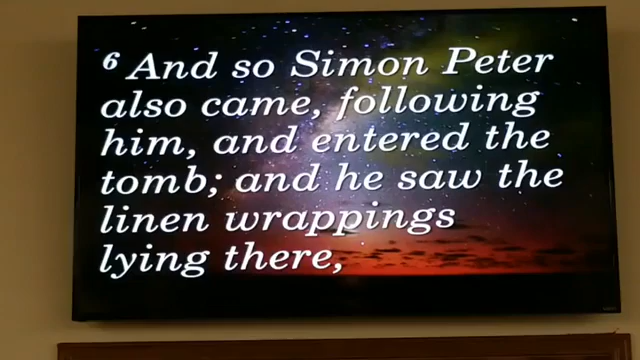 6 And so Simon Peter
also came, following
him, and entered the
tomb; and he saw the
linen wrappings
lying there,